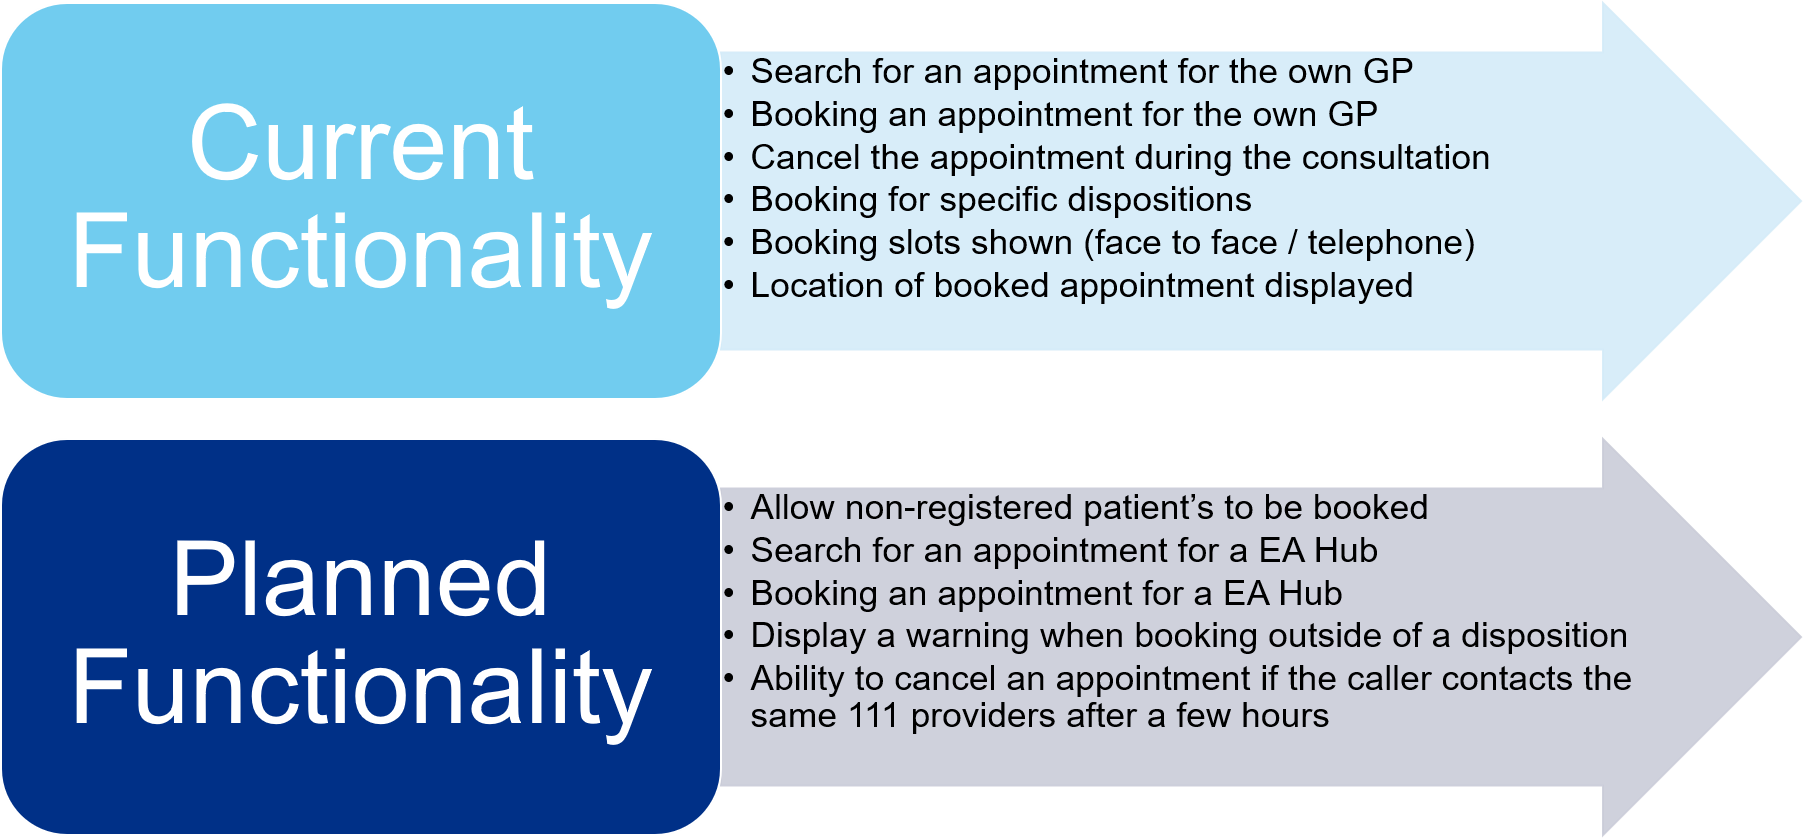 Current
Functionality
• Search for an appointment for the own GP
• Booking an appointment for the own GP
• Cancel the appointment during the consultation
• Booking for specific dispositions
• Booking slots shown (face to face / telephone)
• Location of booked appointment displayed
Planned
Functionality
• Allow non-registered patient’s to be booked
• Search for an appointment for a EA Hub
• Booking an appointment for a EA Hub
• Display a warning when booking outside of a disposition
• Ability to cancel an appointment if the caller contacts the
same 111 providers after a few hours